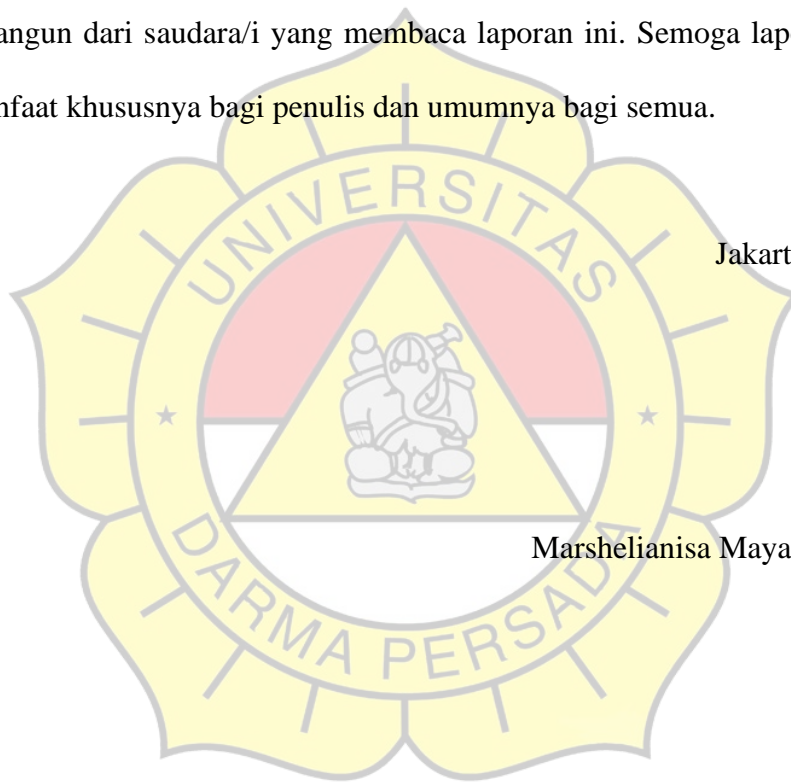 angun dari saudara/i yang membaca laporan ini. Semoga lap
nfaat khususnya bagi penulis dan umumnya bagi semua.
UNIVERSITAS
Jakart
Marshelianisa Maya
DARMA PERSADA